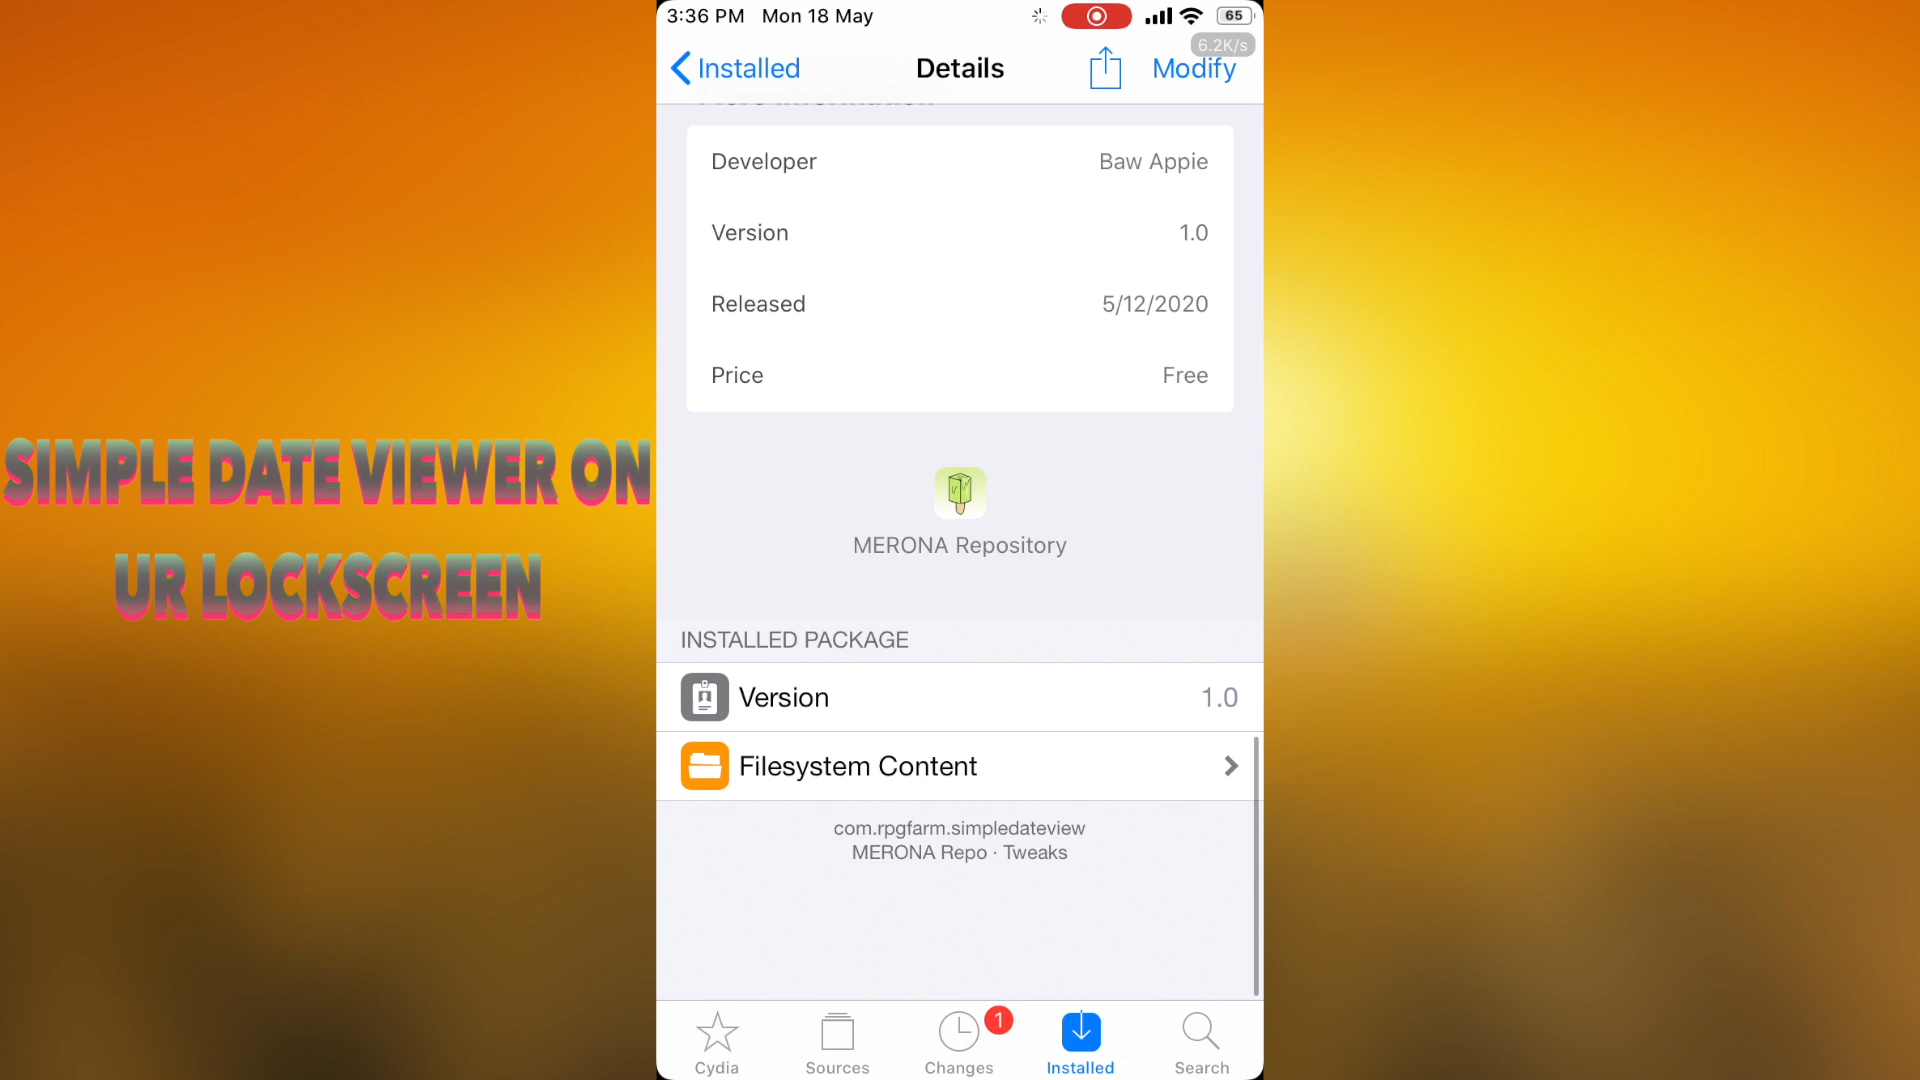 3:36 PM Mon 18 May
65
6.2K/s
Installed
Details
Modify
More Information
Developer
Baw Appie
Version
1.0
Released
5/12/2020
Price
Free
SIMPLE DATE VIEWER ON
UR LOCKSCREEN
MERONA Repository
INSTALLED PACKAGE
Version
1.0
Filesystem Content
com.rpgfarm.simpledateview
MERONA Repo · Tweaks
1
Cydia
Sources
Changes
Installed
Search